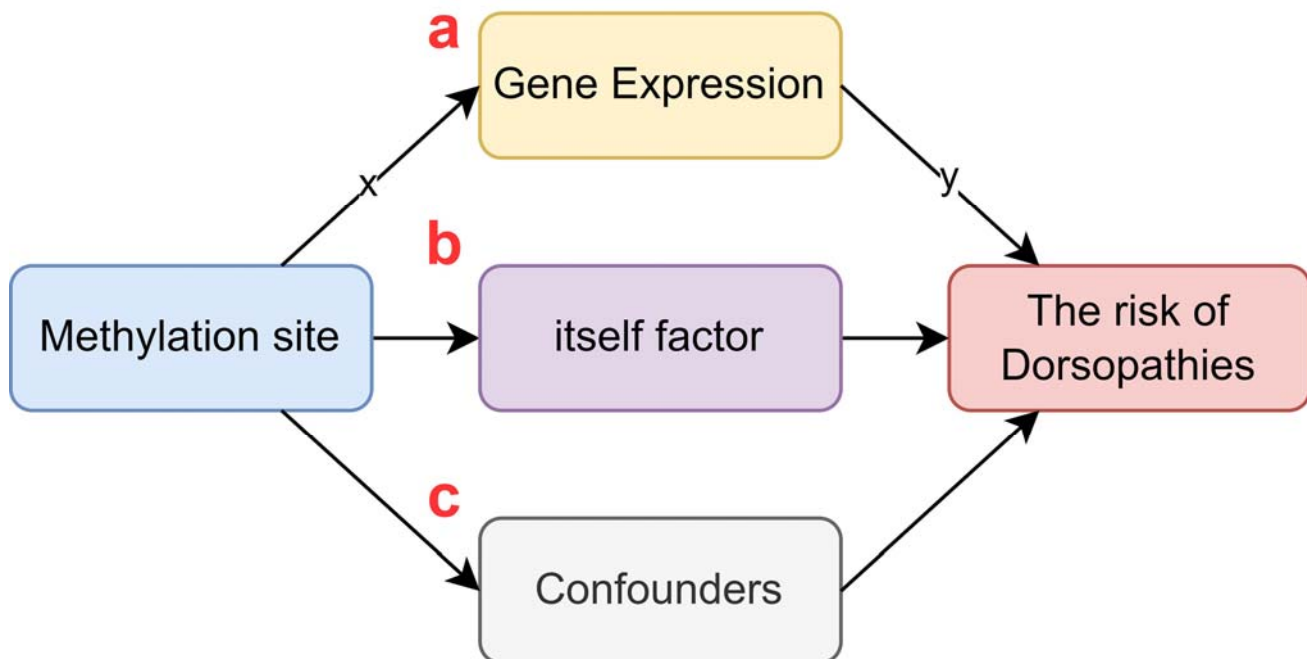 a
Gene Expression
x
y
b
Methylation site
itself factor
The risk of
Dorsopathies
c
Confounders